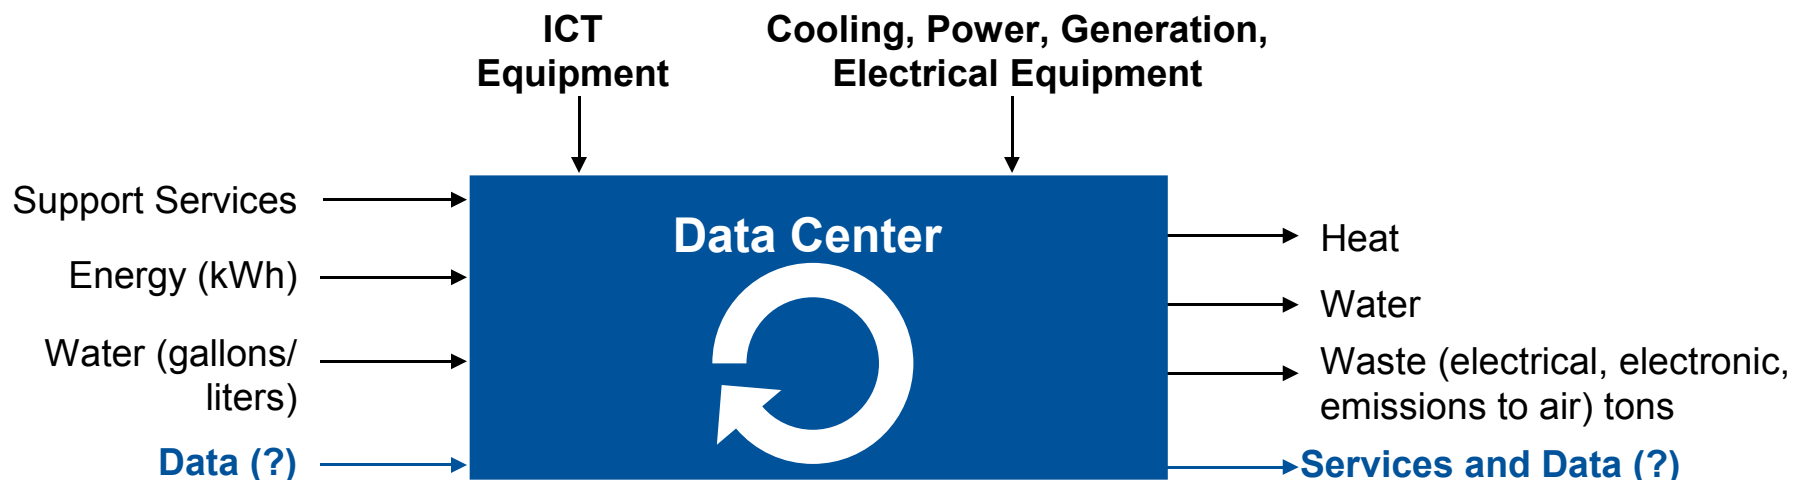 ICT
Equipment
Cooling, Power, Generation,
Electrical Equipment
Support Services
Energy (kWh)
Water (gallons/
liters)
Data (?)
Data Center
Heat
Water
Waste (electrical, electronic,
emissions to air) tons
Services and Data (?)